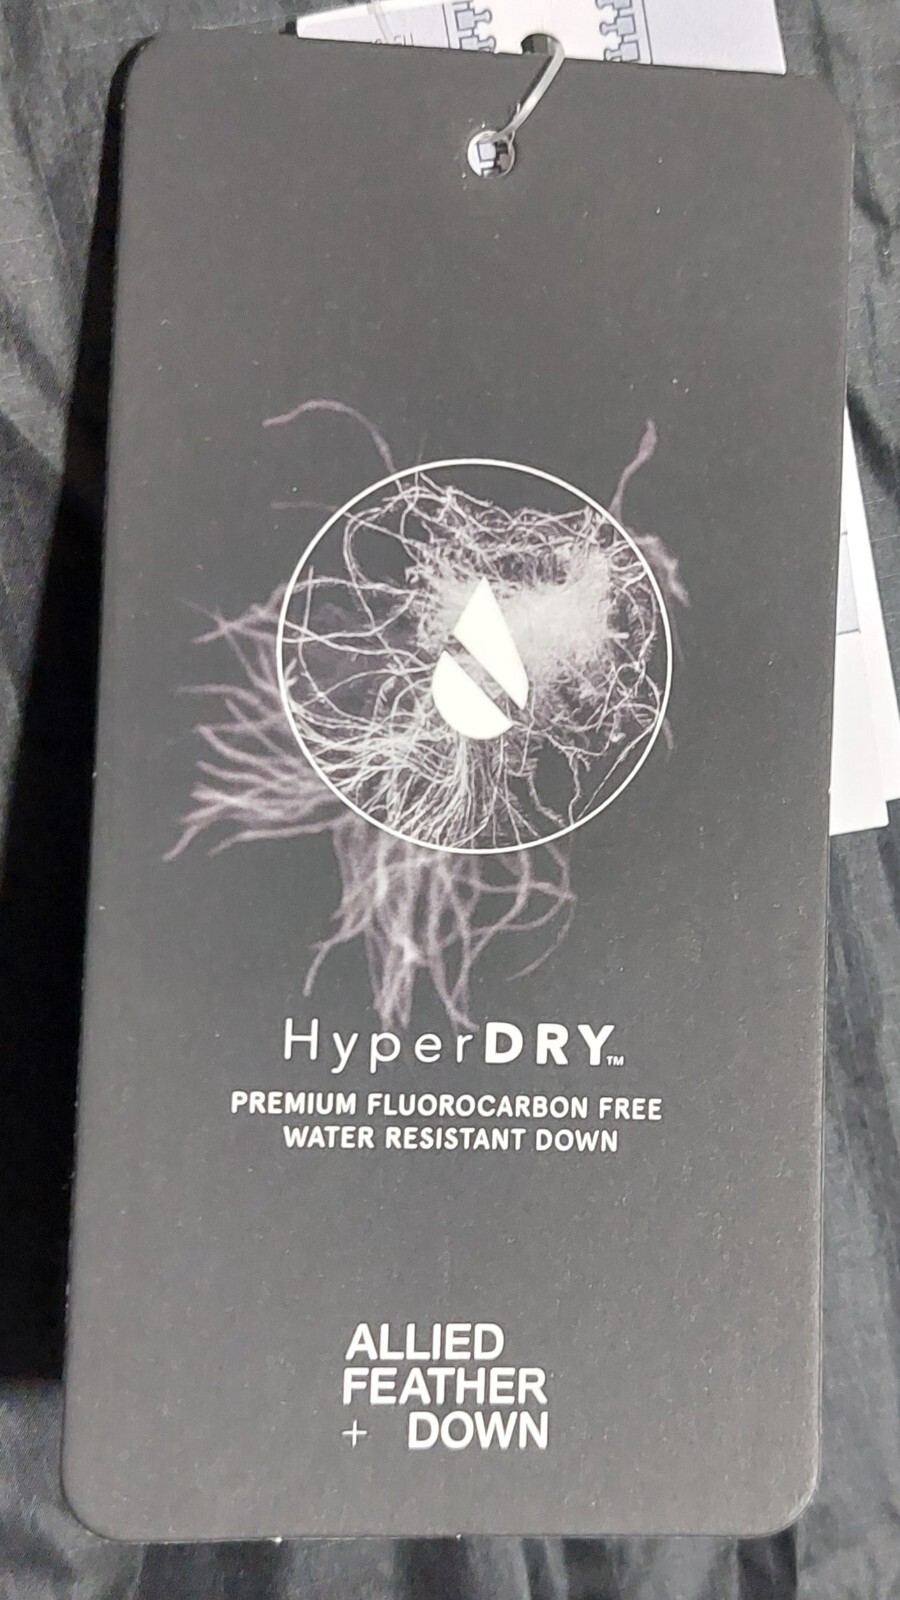 HyperDRY™
PREMIUM FLUOROCARBON FREE
WATER RESISTANT DOWN
ALLIED
FEATHER
+ DOWN